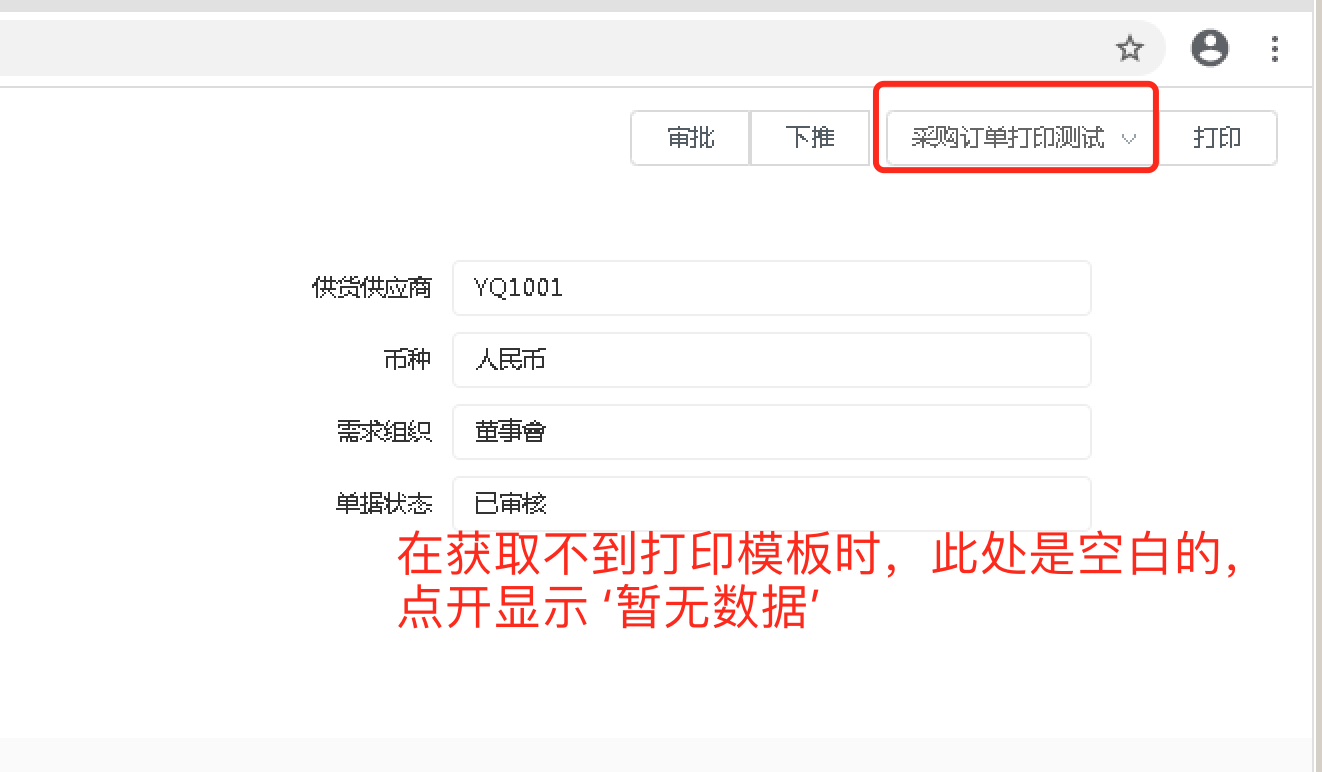 审批 下推 采购订单打印测试 打印
供货供应商 YQ1001
币种 人民币
需求组织 董事會
单据状态 已审核
在获取不到打印模板时，此处是空白的，
点开显示 ‘暂无数据’